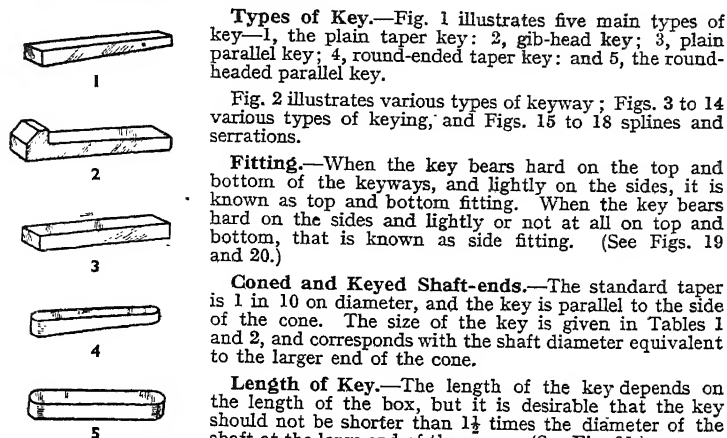 1
2
3
4
5
Types of Key.—Fig. 1 illustrates five main types of
key—1, the plain taper key: 2, gib-head key; 3, plain
parallel key; 4, round-ended taper key: and 5, the round-
headed parallel key.
Fig. 2 illustrates various types of keyway; Figs. 3 to 14
various types of keying, and Figs. 15 to 18 splines and
serrations.
Fitting.—When the key bears hard on the top and
bottom of the keyways, and lightly on the sides, it is
known as top and bottom fitting. When the key bears
hard on the sides and lightly or not at all on top and
bottom, that is known as side fitting. (See Figs. 19
and 20.)
Coned and Keyed Shaft-ends.—The standard taper
is 1 in 10 on diameter, and the key is parallel to the side
of the cone. The size of the key is given in Tables 1
and 2, and corresponds with the shaft diameter equivalent
to the larger end of the cone.
Length of Key.—The length of the key depends on
the length of the box, but it is desirable that the key
should not be shorter than 1½ times the diameter of the